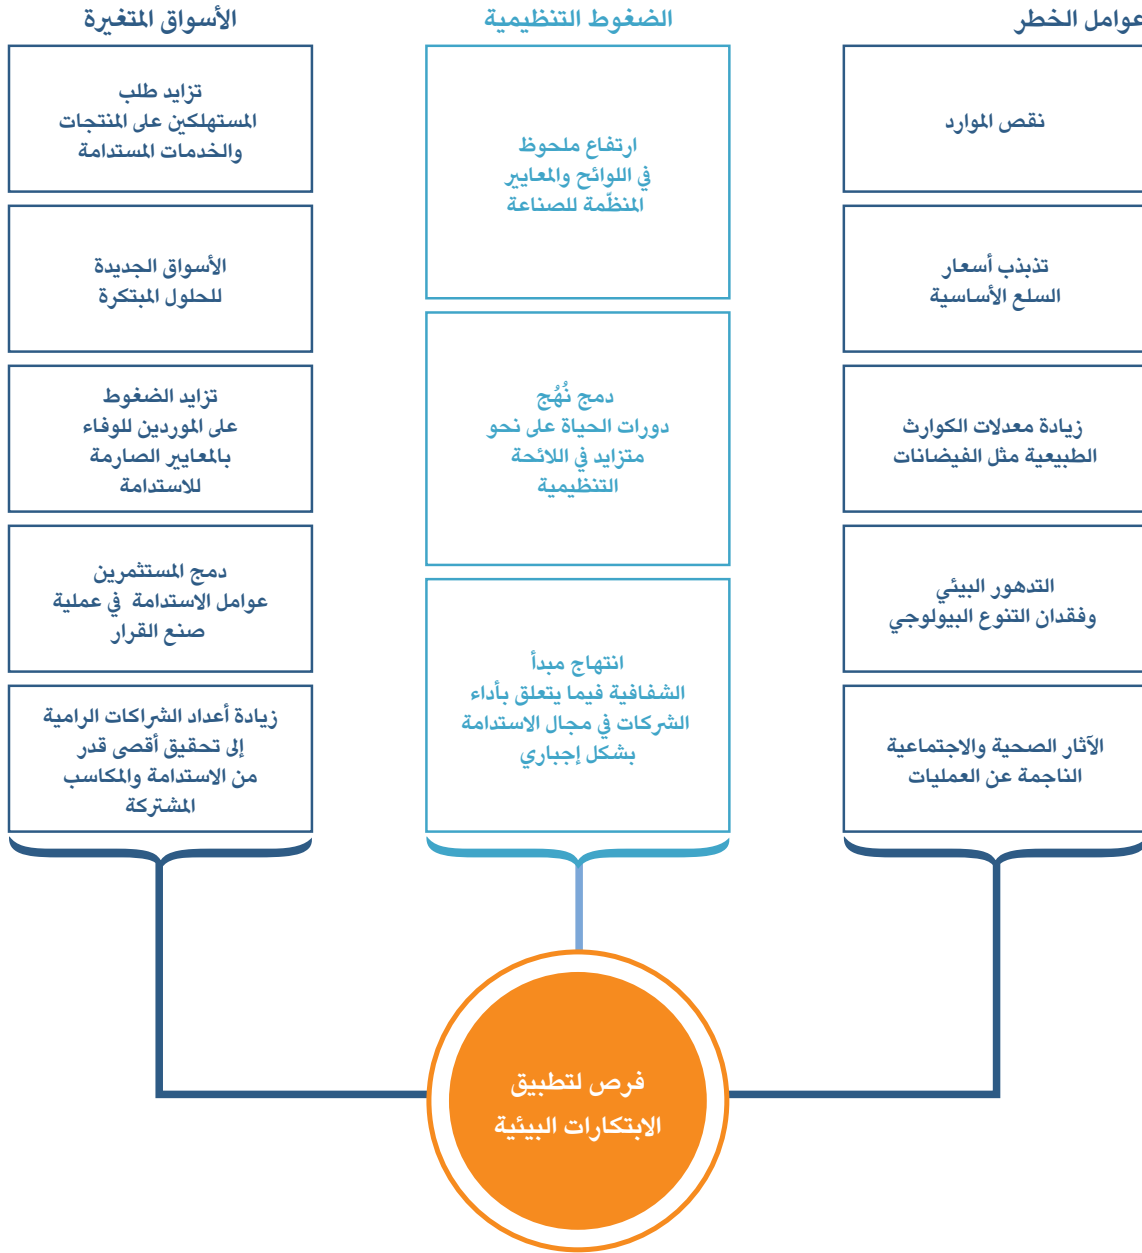 عوامل الخطر
نقص الموارد
تذبذب أسعار
السلع الأساسية
زيادة معدلات الكوارث
الطبيعية مثل الفيضانات
التدهور البيئي
وفقدان التنوع البيولوجي
الآثار الصحية والاجتماعية
الناجمة عن العمليات
الضغوط التنظيمية
ارتفاع ملحوظ
في اللوائح والمعايير
المنظّمة للصناعة
دمج نُهُج
دورات الحياة على نحو
متزايد في اللائحة
التنظيمية
انتهاج مبدأ
الشفافية فيما يتعلق بأداء
الشركات في مجال الاستدامة
بشكل إجباري
الأسواق المتغيرة
تزايد طلب
المستهلكين على المنتجات
والخدمات المستدامة
الأسواق الجديدة
للحلول المبتكرة
تزايد الضغوط
على الموردين للوفاء
بالمعايير الصارمة
للاستدامة
دمج المستثمرين
عوامل الاستدامة في عملية
صنع القرار
زيادة أعداد الشراكات الرامية
إلى تحقيق أقصى قدر
من الاستدامة والمكاسب
المشتركة
فرص لتطبيق
الابتكارات البيئية